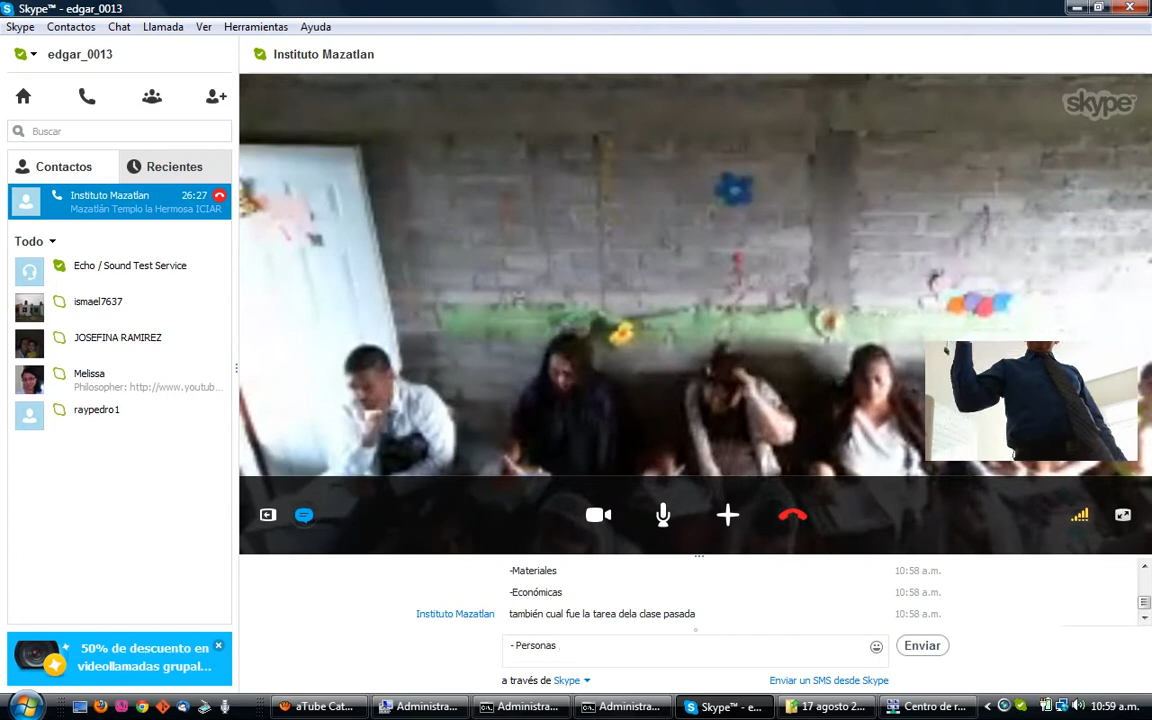 Skype™ - edgar_0013
Skype Contactos Chat Llamada Ver Herramientas Ayuda
edgar_0013
Instituto Mazatlan
skype
Buscar
Contactos
Recientes
Instituto Mazatlan 26:27
Mazatlán Templo la Hermosa ICIAR
Todo
Echo / Sound Test Service
ismael7637
JOSEFINA RAMIREZ
Melissa
Philosopher: http://www.youtub...
raypedro1
50% de descuento en
videollamadas grupal...
-Materiales 10:58 a.m.
-Económicas 10:58 a.m.
Instituto Mazatlan también cual fue la tarea dela clase pasada 10:58 a.m.
- Personas
Enviar
a través de Skype
Enviar un SMS desde Skype
aTube Cat...
Administra...
Administra...
Administra...
Skype™ - e...
17 agosto 2...
Centro de r...
10:59 a.m.